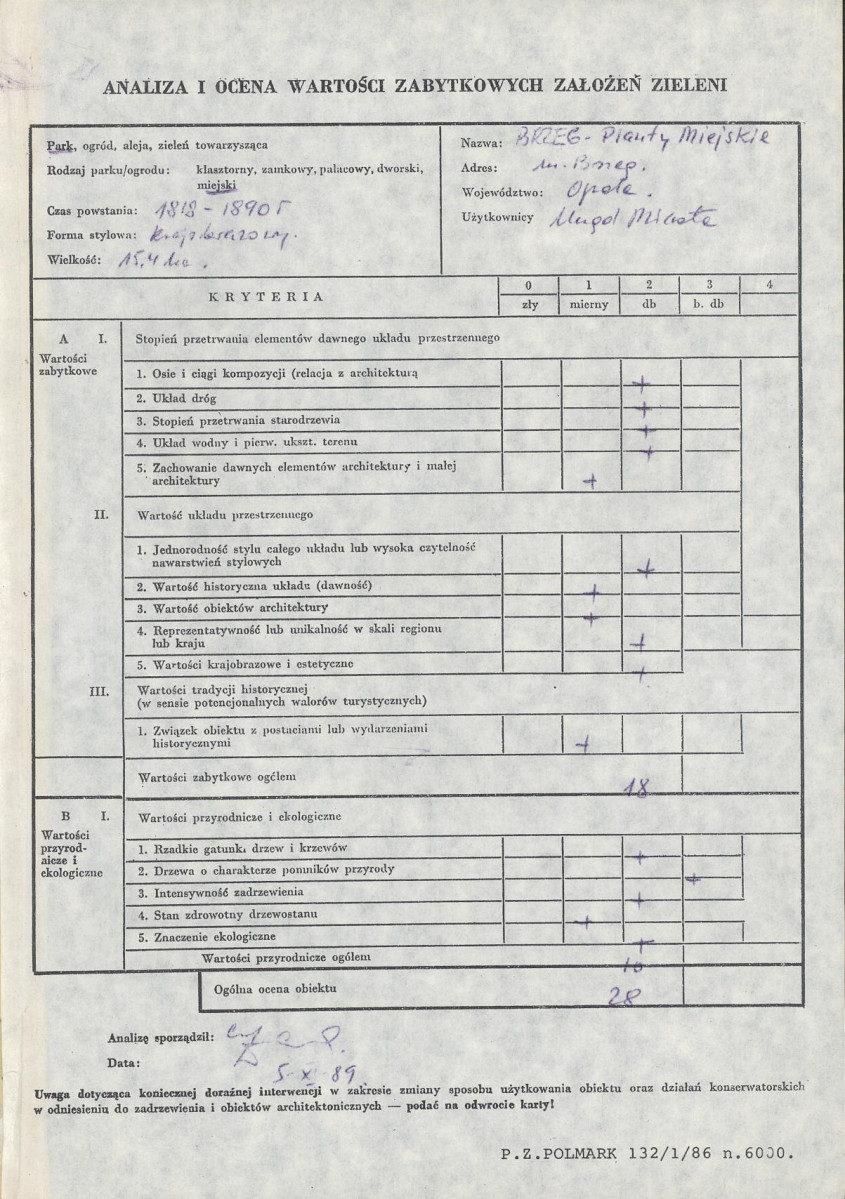 ANALIZA I OCENA WARTOŚCI ZABYTKOWYCH ZAŁOŻEŃ ZIELENI
Park, ogród, aleja, zieleń towarzysząca
Rodzaj parku/ogrodu: klasztorny, zamkowy, pałacowy, dworski,
miejski
Czas powstania: 1818 - 1890 r
Forma stylowa: Krajobrazowy.
Wielkość: 15,4 ha.
Nazwa: BRZEG - Planty Miejskie
Adres: m. Brzeg.
Województwo: Opole.
Użytkownicy Urząd Miasta
KRYTERIA
0 1 2 3 4
zły mierny db b. db
A I. Stopień przetrwania elementów dawnego układu przestrzennego
Wartości
zabytkowe
1. Osie i ciągi kompozycji (relacja z architekturą +
2. Układ dróg +
3. Stopień przetrwania starodrzewia +
4. Układ wodny i pierw. ukszt. terenu +
5. Zachowanie dawnych elementów architektury i małej
architektury +
II. Wartość układu przestrzennego
1. Jednorodność stylu całego układu lub wysoka czytelność
nawarstwień stylowych +
2. Wartość historyczna układu (dawność) +
3. Wartość obiektów architektury +
4. Reprezentatywność lub unikalność w skali regionu
lub kraju +
5. Wartości krajobrazowe i estetyczne +
III. Wartości tradycji historycznej
(w sensie potencjonalnych walorów turystycznych)
1. Związek obiektu z postaciami lub wydarzeniami
historycznymi +
Wartości zabytkowe ogółem 18
B I. Wartości przyrodnicze i ekologiczne
Wartości
przyrod-
nicze i
ekologiczne
1. Rzadkie gatunki drzew i krzewów +
2. Drzewa o charakterze pomników przyrody +
3. Intensywność zadrzewienia +
4. Stan zdrowotny drzewostanu +
5. Znaczenie ekologiczne +
Wartości przyrodnicze ogólem 10
Ogólna ocena obiektu 28
Analizę sporządził:
Data: 5 X 89
Uwaga dotycząca koniecznej doraźnej interwencji w zakresie zmiany sposobu użytkowania obiektu oraz działań konserwatorskich
w odniesieniu do zadrzewienia i obiektów architektonicznych — podać na odwrocie karty!
P.Z.POLMARK 132/1/86 n.6000.